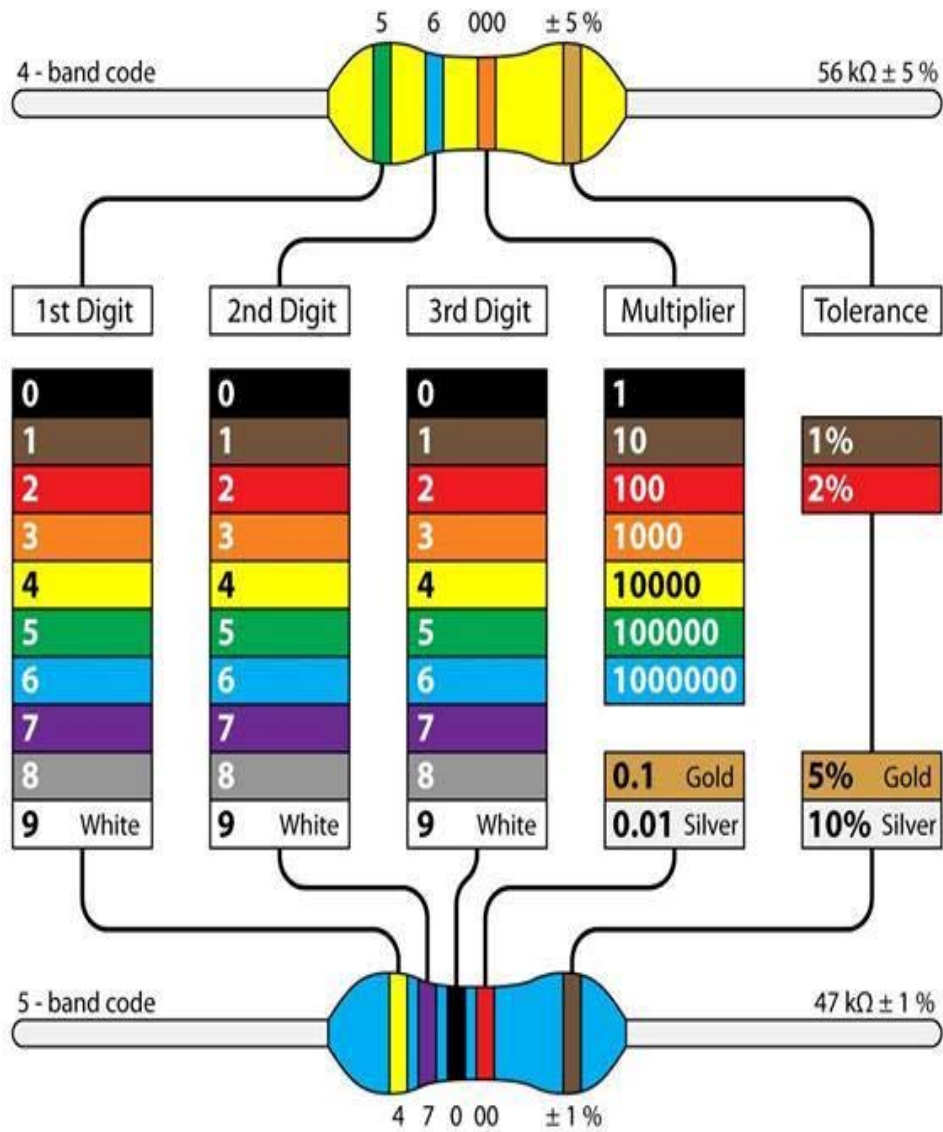 5 6 000 ± 5 %
4 - band code 56 kΩ ± 5 %
1st Digit 2nd Digit 3rd Digit Multiplier Tolerance
0 0 0 1
1 1 1 10 1%
2 2 2 100 2%
3 3 3 1000
4 4 4 10000
5 5 5 100000
6 6 6 1000000
7 7 7
8 8 8 0.1 Gold 5% Gold
9 White 9 White 9 White 0.01 Silver 10% Silver
5 - band code 47 kΩ ± 1 %
4 7 0 00 ± 1 %